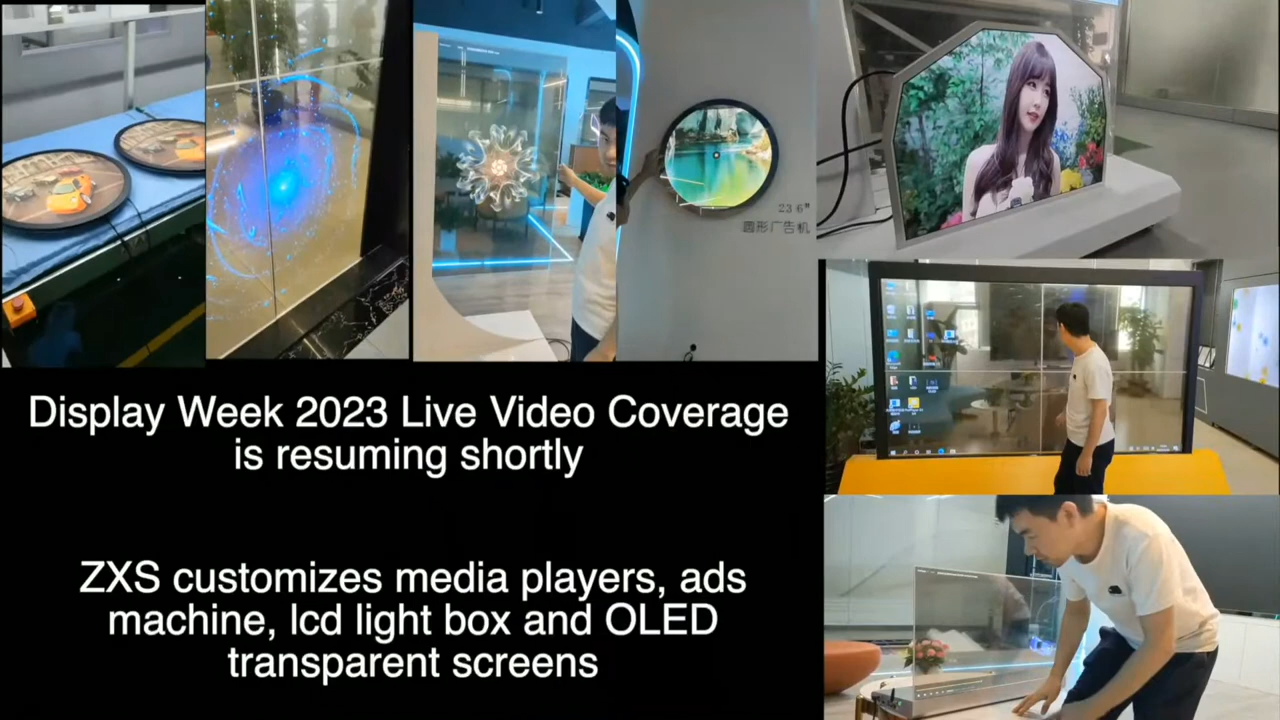 23.6"
圆形广告机
Display Week 2023 Live Video Coverage
is resuming shortly
ZXS customizes media players, ads
machine, lcd light box and OLED
transparent screens